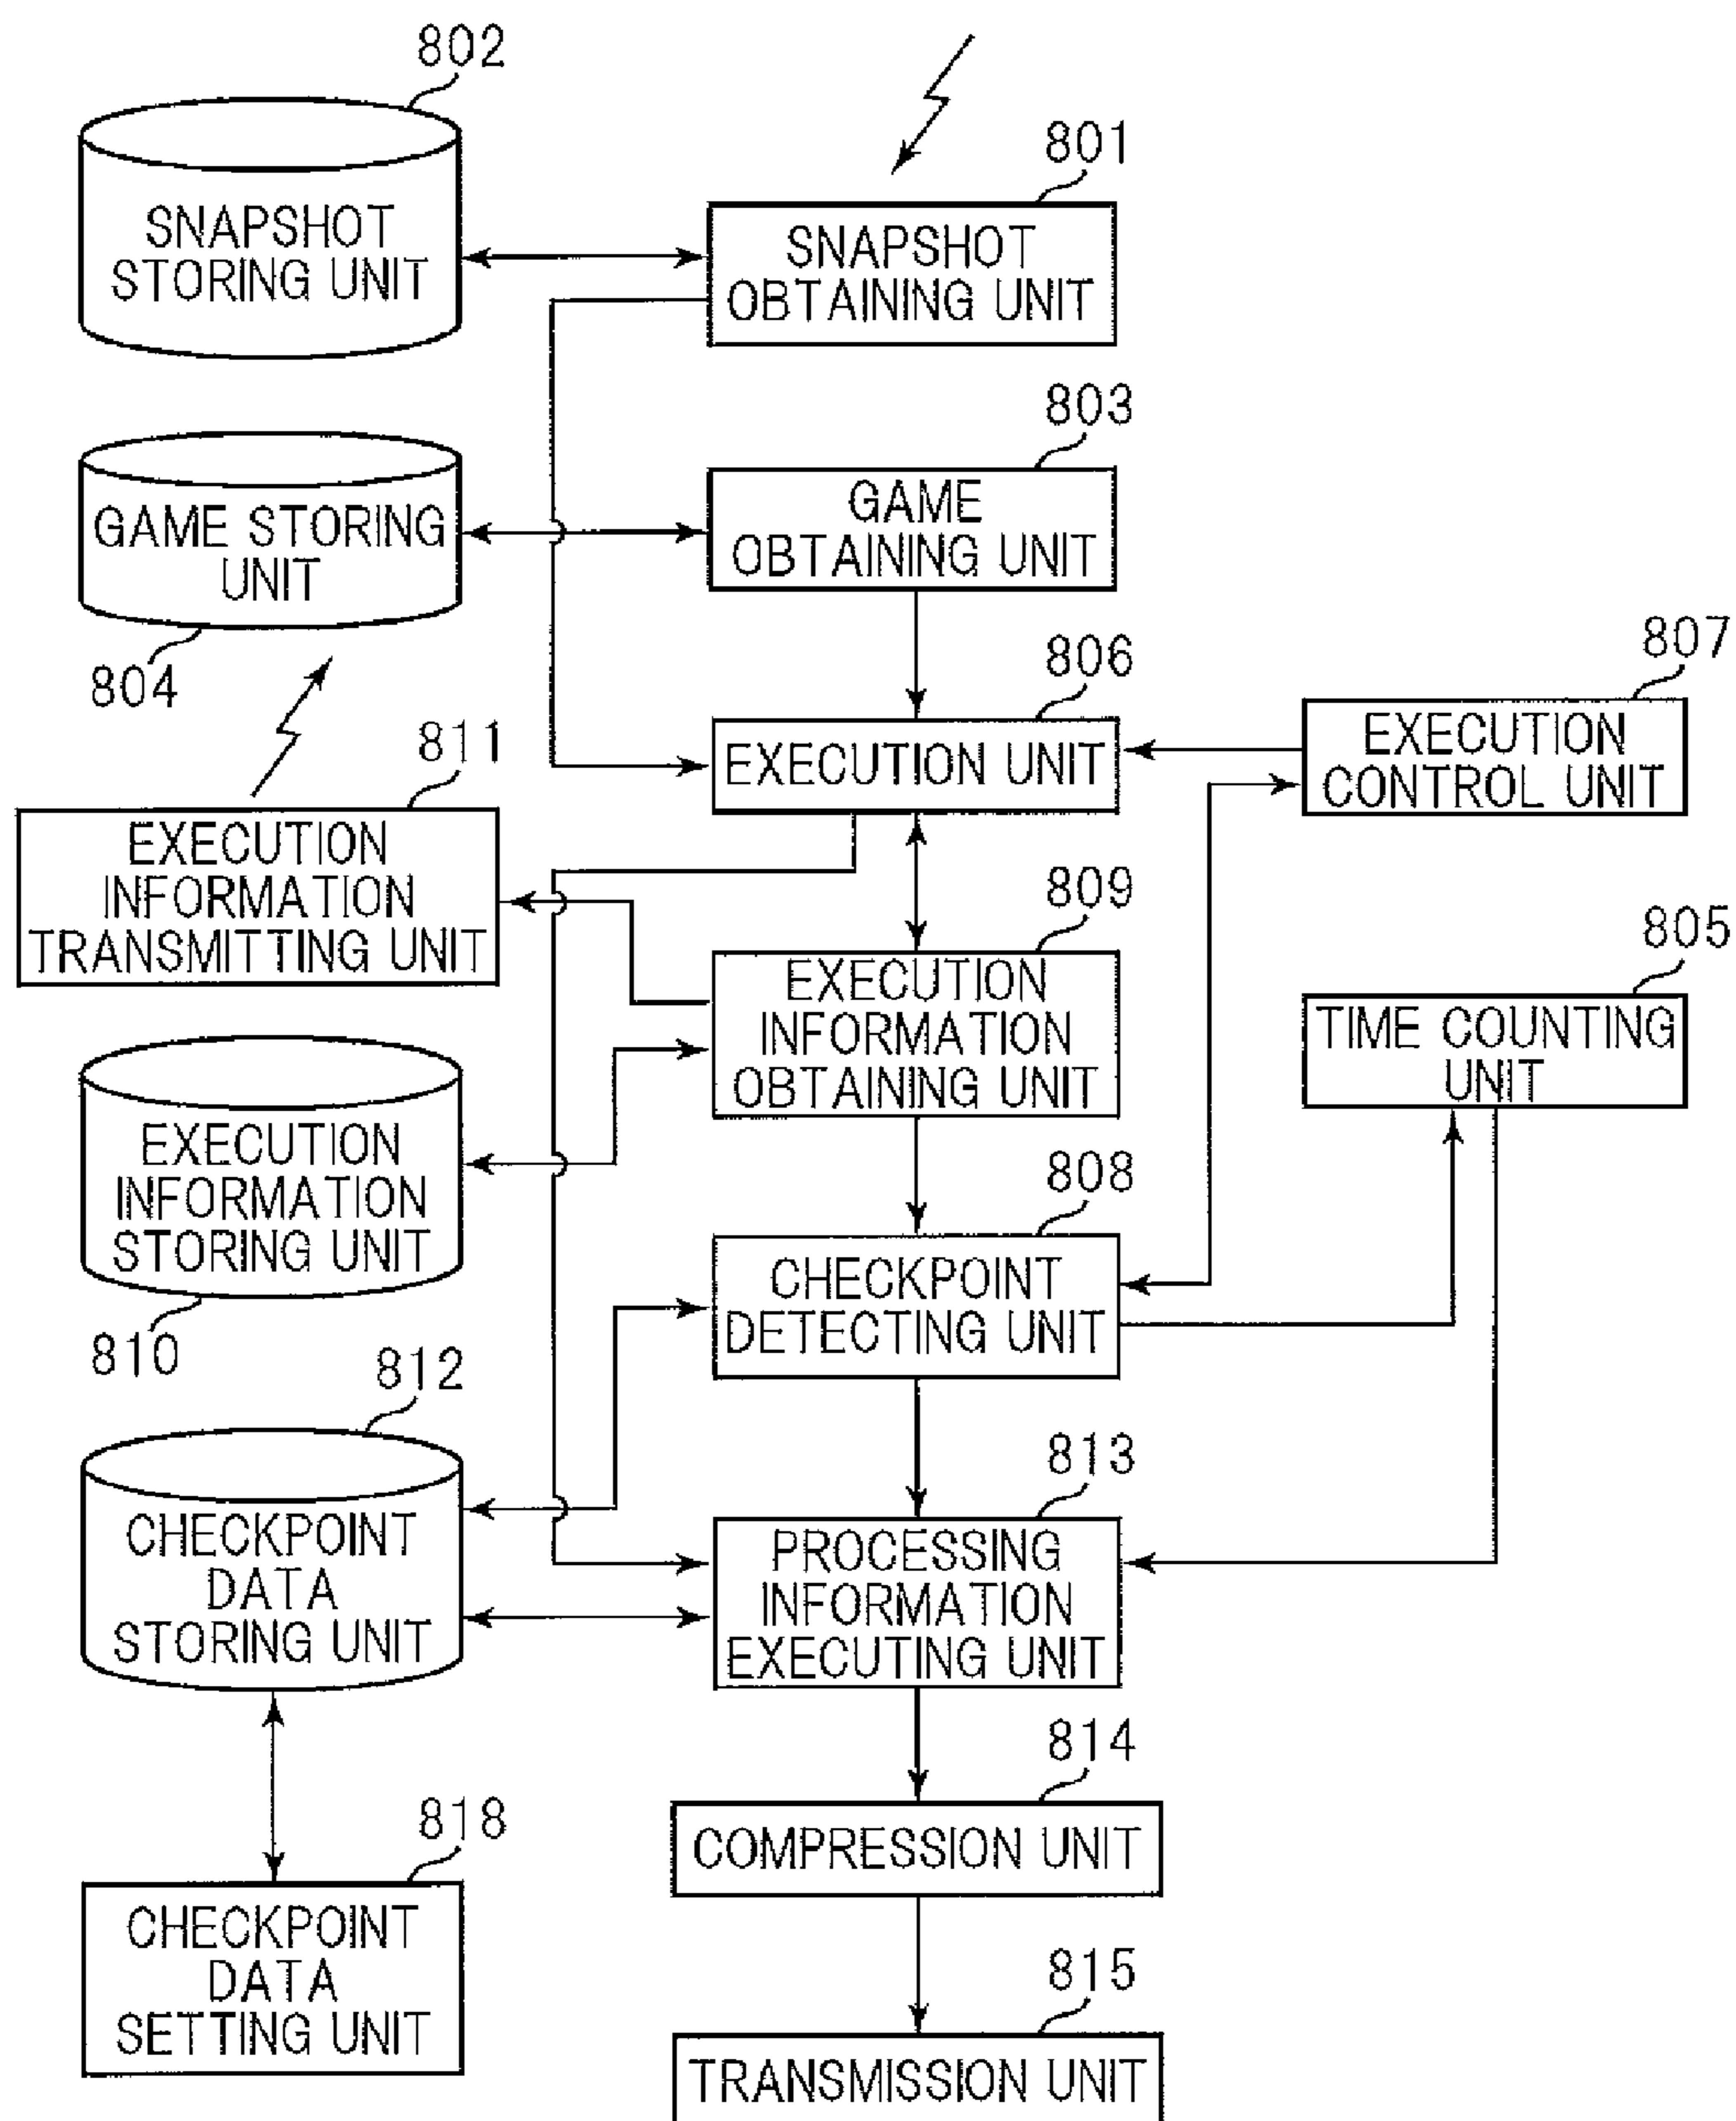 802
SNAPSHOT
STORING UNIT
801
SNAPSHOT
OBTAINING UNIT
803
GAME
OBTAINING UNIT
GAME STORING
UNIT
804
806
EXECUTION UNIT
807
EXECUTION
CONTROL UNIT
811
EXECUTION
INFORMATION
TRANSMITTING UNIT
809
EXECUTION
INFORMATION
OBTAINING UNIT
805
TIME COUNTING
UNIT
EXECUTION
INFORMATION
STORING UNIT
810
808
CHECKPOINT
DETECTING UNIT
812
CHECKPOINT
DATA
STORING UNIT
813
PROCESSING
INFORMATION
EXECUTING UNIT
814
COMPRESSION UNIT
818
CHECKPOINT
DATA
SETTING UNIT
815
TRANSMISSION UNIT